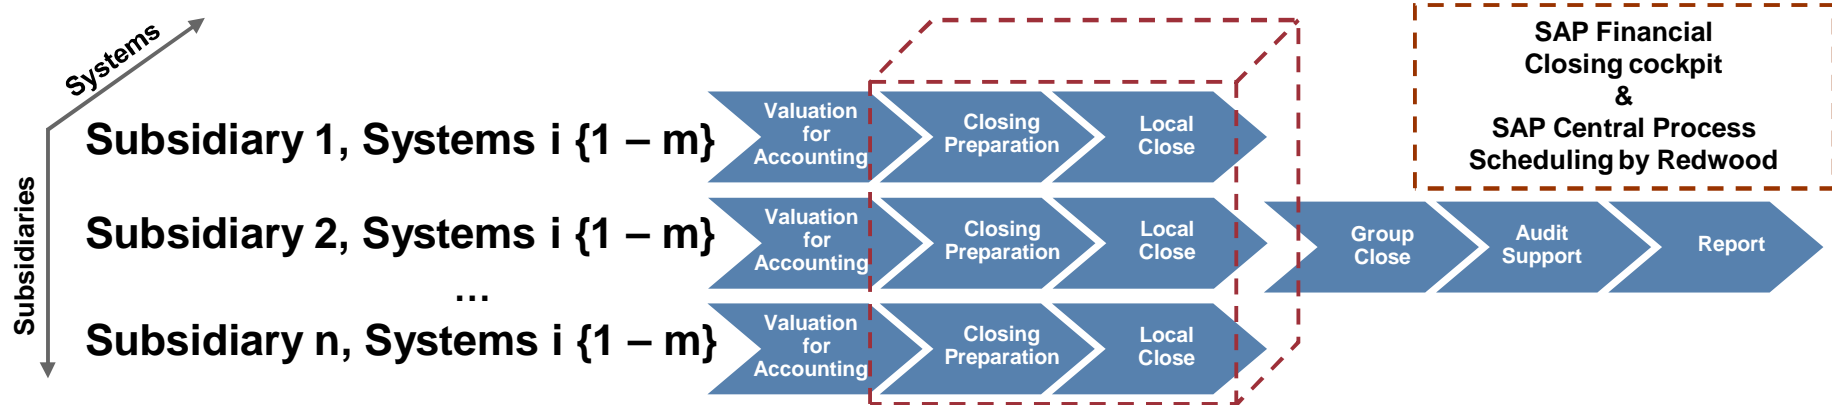 Systems
Subsidiaries
SAP Financial
Closing cockpit
&
SAP Central Process
Scheduling by Redwood
Subsidiary 1, Systems i {1 – m}
Valuation
for
Accounting
Closing
Preparation
Local
Close
Subsidiary 2, Systems i {1 – m}
Valuation
for
Accounting
Closing
Preparation
Local
Close
Group
Close
Audit
Support
Report
...
Subsidiary n, Systems i {1 – m}
Valuation
for
Accounting
Closing
Preparation
Local
Close